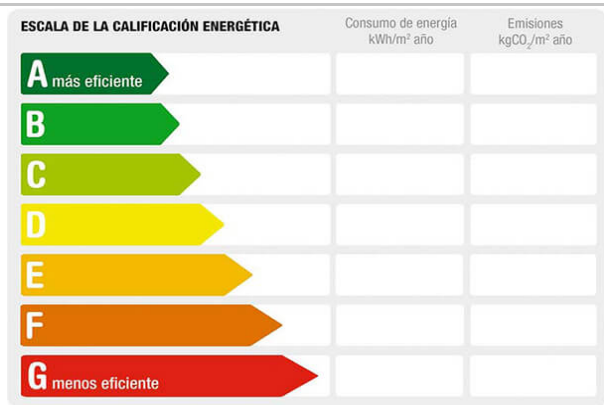 ESCALA DE LA CALIFICACIÓN ENERGÉTICA
Consumo de energía
kWh/m² año
Emisiones
kgCO₂/m² año
A más eficiente
B
C
D
E
F
G menos eficiente